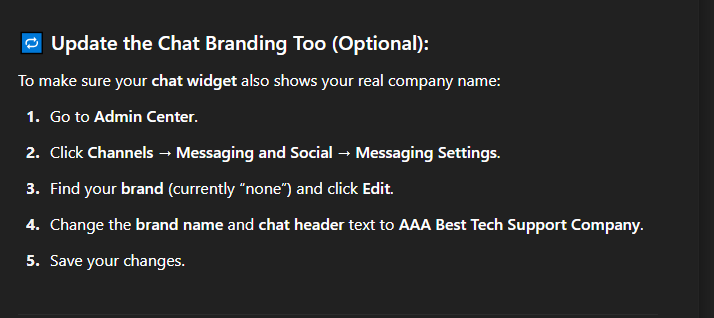 🔁 Update the Chat Branding Too (Optional):
To make sure your chat widget also shows your real company name:
1. Go to Admin Center.
2. Click Channels → Messaging and Social → Messaging Settings.
3. Find your brand (currently “none”) and click Edit.
4. Change the brand name and chat header text to AAA Best Tech Support Company.
5. Save your changes.